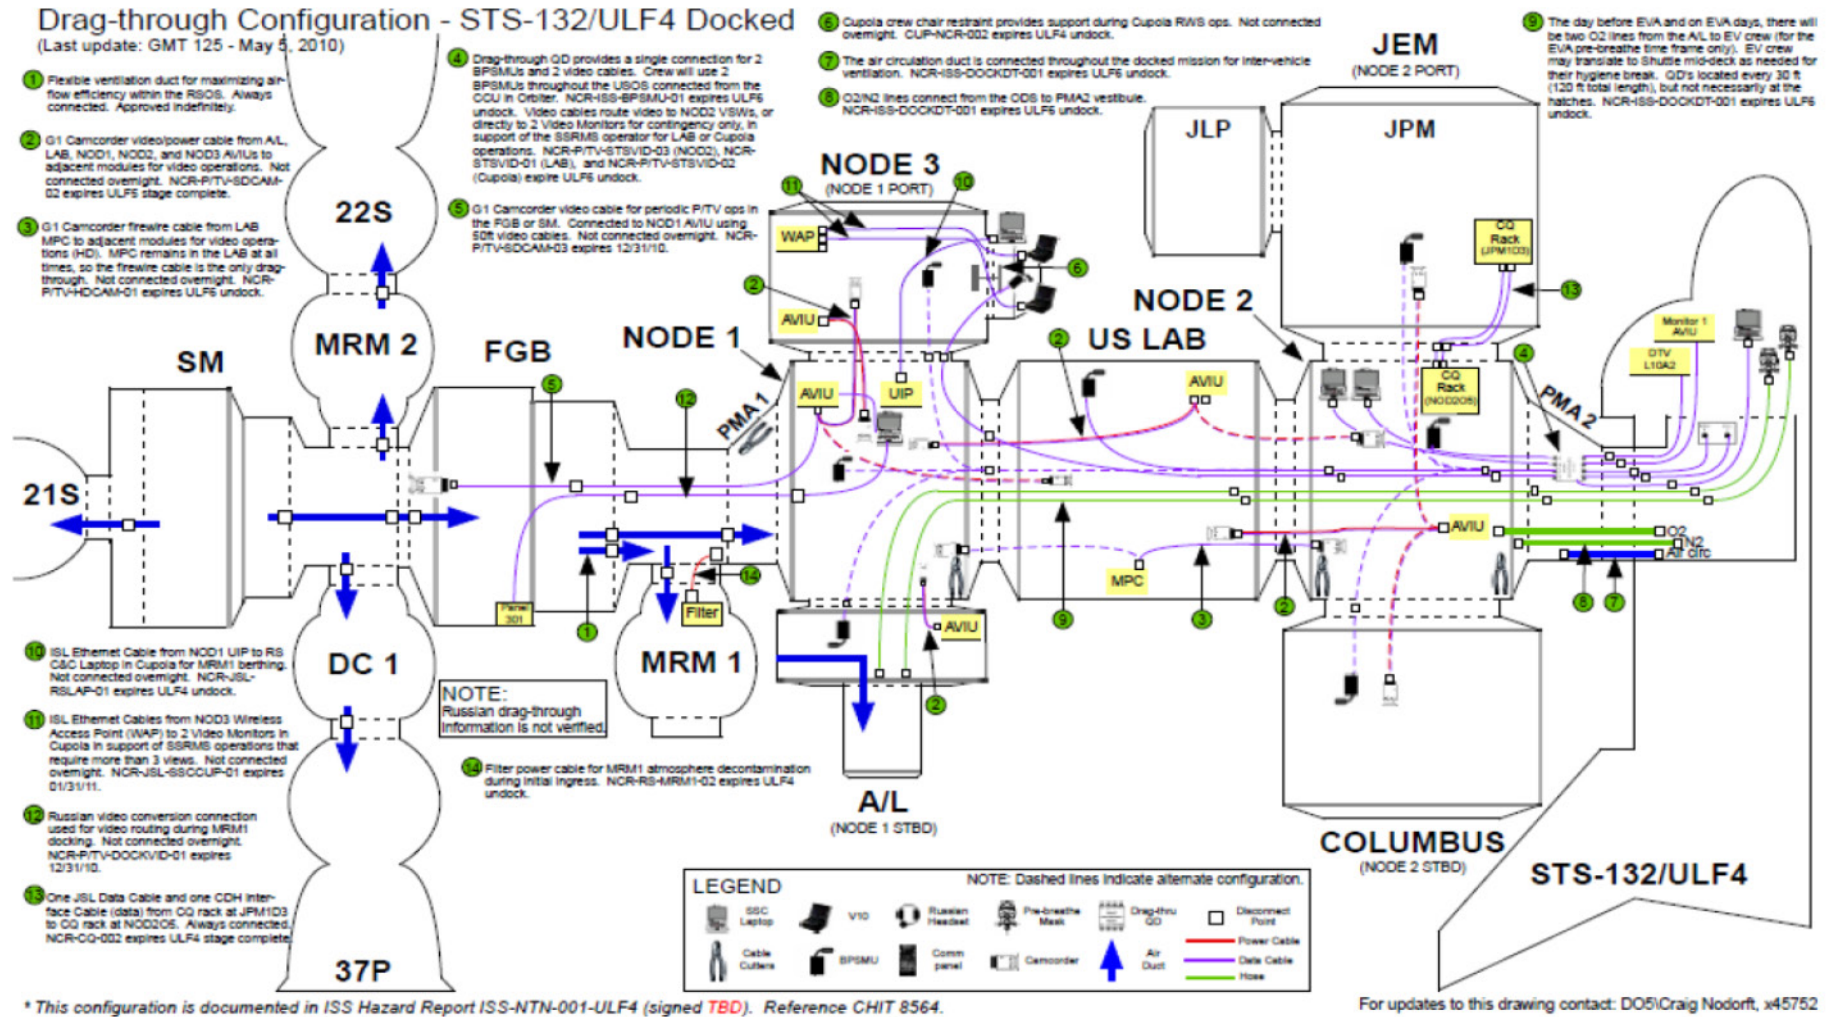 Drag-through Configuration - STS-132/ULF4 Docked
(Last update: GMT 125 - May 5, 2010)
1 Flexible ventilation duct for maximizing air-
flow efficiency within the RSOS. Always
connected. Approved indefinitely.
2 G1 Camcorder video/power cable from A/L,
LAB, NOD1, NOD2, and NOD3 AVIUs to
adjacent modules for video operations. Not
connected overnight. NCR-P/TV-SDCAM-
02 expires ULF5 stage complete.
3 G1 Camcorder firewire cable from LAB
MPC to adjacent modules for video opera-
tions (HD). MPC remains in the LAB at all
times, so the firewire cable is the only drag-
through. Not connected overnight. NCR-
P/TV-HDCAM-01 expires ULF6 undock.
4 Drag-through QD provides a single connection for 2
BPSMUs and 2 video cables. Crew will use 2
BPSMUs throughout the USOS connected from the
CCU in Orbiter. NCR-ISS-BPSMU-01 expires ULF6
undock. Video cables route video to NOD2 VSWs, or
directly to 2 Video Monitors for contingency only, in
support of the SSRMS operator for LAB or Cupola
operations. NCR-P/TV-STSVID-03 (NOD2), NCR-
STSVID-01 (LAB), and NCR-P/TV-STSVID-02
(Cupola) expire ULF6 undock.
5 G1 Camcorder video cable for periodic P/TV ops in
the FGB or SM. Connected to NOD1 AVIU using
50ft video cables. Not connected overnight. NCR-
P/TV-SDCAM-03 expires 12/31/10.
6 Cupola crew chair restraint provides support during Cupola RWS ops. Not connected
overnight. CUP-NCR-002 expires ULF4 undock.
7 The air circulation duct is connected throughout the docked mission for inter-vehicle
ventilation. NCR-ISS-DOCKDT-001 expires ULF6 undock.
8 O2/N2 lines connect from the ODS to PMA2 vestibule.
NCR-ISS-DOCKDT-001 expires ULF6 undock.
9 The day before EVA and on EVA days, there will
be two O2 lines from the A/L to EV crew (for the
EVA pre-breathe time frame only). EV crew
may translate to Shuttle mid-deck as needed for
their hygiene break. QD's located every 30 ft
(120 ft total length), but not necessarily at the
hatches. NCR-ISS-DOCKDT-001 expires ULF6
undock.
JEM
(NODE 2 PORT)
JLP
JPM
CQ
Rack
(JPM1D3)
13
NODE 3
(NODE 1 PORT)
11
10
WAP
6
2
AVIU
22S
MRM 2
SM
FGB
NODE 1
US LAB
NODE 2
Monitor 1
AVIU
DTV
L10A2
5
12
PMA 1
AVIU
UIP
2
AVIU
CQ
Rack
(NOD2O5)
4
PMA 2
21S
AVIU
O2
N2
Air circ
MPC
14
Panel
301
Filter
1
AVIU
2
9
3
2
8
7
DC 1
MRM 1
NOTE:
Russian drag-through
information is not verified.
A/L
(NODE 1 STBD)
COLUMBUS
(NODE 2 STBD)
STS-132/ULF4
10 ISL Ethernet Cable from NOD1 UIP to RS
C&C Laptop in Cupola for MRM1 berthing.
Not connected overnight. NCR-JSL-
RSLAP-01 expires ULF4 undock.
11 ISL Ethernet Cables from NOD3 Wireless
Access Point (WAP) to 2 Video Monitors in
Cupola in support of SSRMS operations that
require more than 3 views. Not connected
overnight. NCR-JSL-SSCCUP-01 expires
01/31/11.
12 Russian video conversion connection
used for video routing during MRM1
docking. Not connected overnight.
NCR-P/TV-DOCKVID-01 expires
12/31/10.
13 One JSL Data Cable and one CDH Inter-
face Cable (data) from CQ rack at JPM1D3
to CQ rack at NOD2O5. Always connected.
NCR-CQ-002 expires ULF4 stage complete.
14 Filter power cable for MRM1 atmosphere decontamination
during initial ingress. NCR-RS-MRM1-02 expires ULF4
undock.
37P
LEGEND
NOTE: Dashed lines indicate alternate configuration.
SSC
Laptop
V10
Russian
Headset
Pre-breathe
Mask
Drag-thru
QD
Disconnect
Point
Cable
Cutters
BPSMU
Comm
panel
Camcorder
Air
Duct
Power Cable
Data Cable
Hose
* This configuration is documented in ISS Hazard Report ISS-NTN-001-ULF4 (signed TBD). Reference CHIT 8564.
For updates to this drawing contact: DO5\Craig Nodorft, x45752